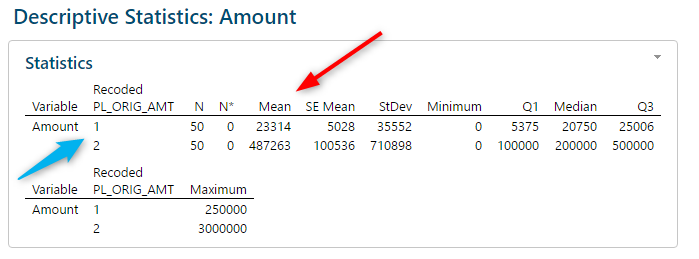 Descriptive Statistics: Amount
Statistics
Recoded
Variable PL_ORIG_AMT N N* Mean SE Mean StDev Minimum Q1 Median Q3
Amount 1 50 0 23314 5028 35552 0 5375 20750 25006
2 50 0 487263 100536 710898 0 100000 200000 500000
Recoded
Variable PL_ORIG_AMT Maximum
Amount 1 250000
2 3000000